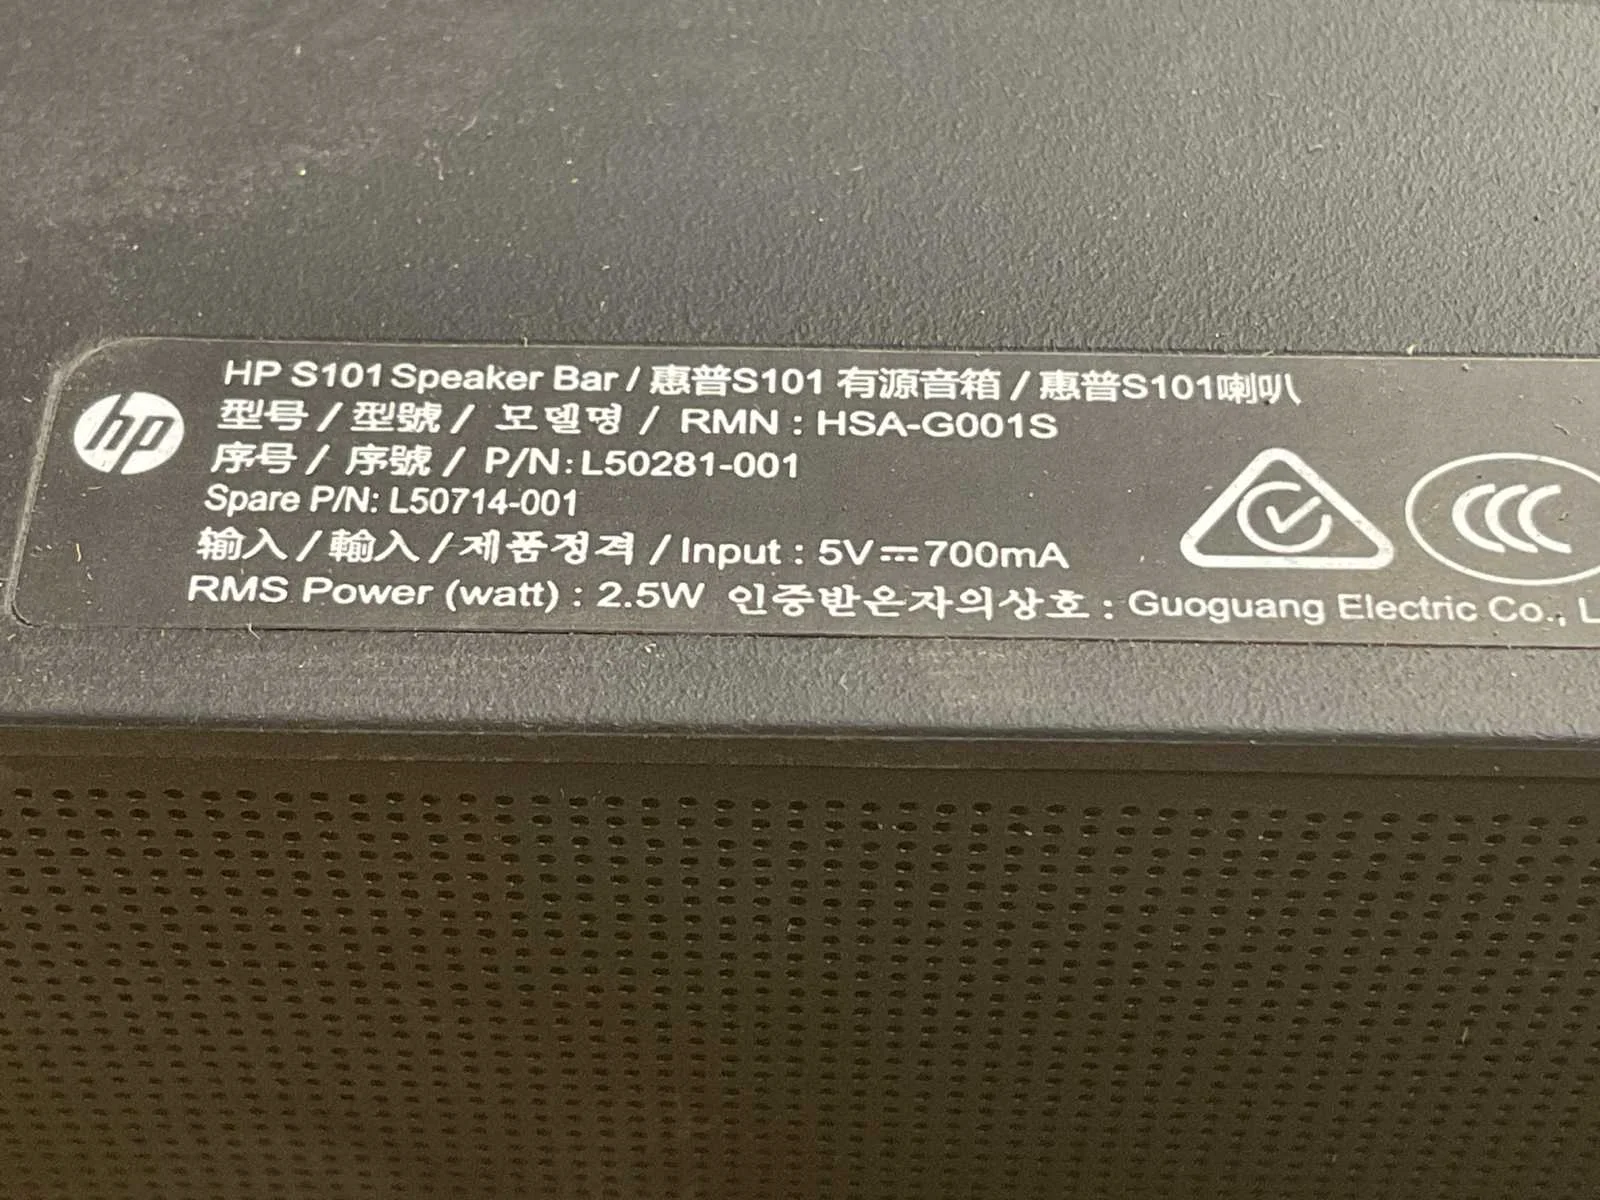 HP S101 Speaker Bar / 惠普S101 有源音箱 / 惠普S101喇叭
hp
型号 / 型號 / 모델명 / RMN : HSA-G001S
序号 / 序號 / P/N: L50281-001
Spare P/N: L50714-001
输入 / 輸入 / 제품정격 / Input : 5V⎓700mA
RMS Power (watt) : 2.5W 인증받은자의상호 : Guoguang Electric Co., L